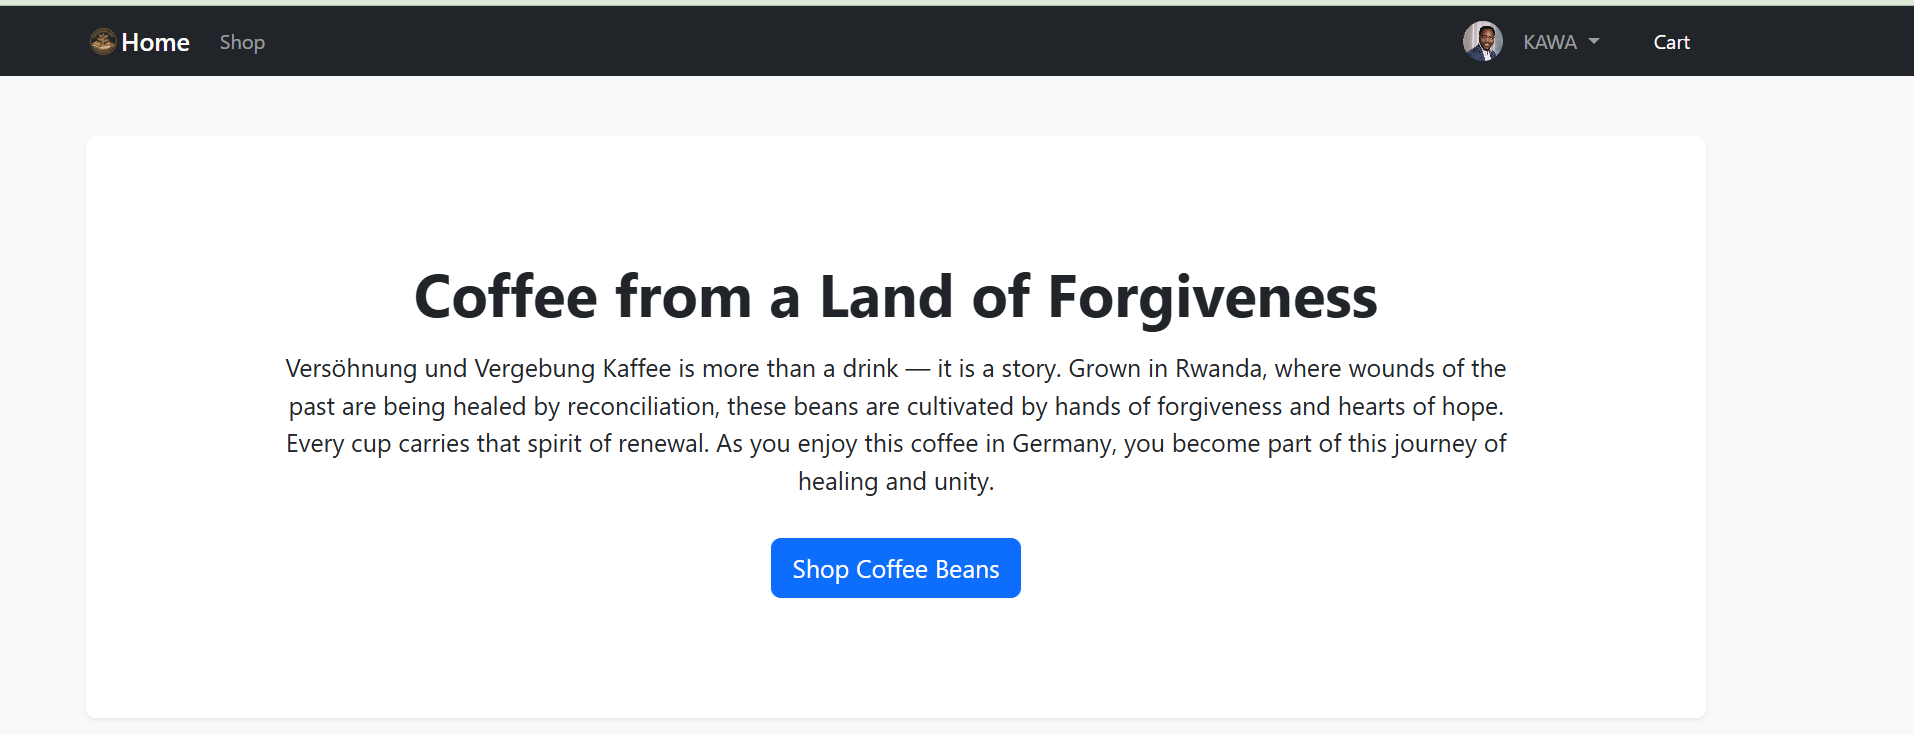 Home
Shop
KAWA
Cart
Coffee from a Land of Forgiveness
Versöhnung und Vergebung Kaffee is more than a drink — it is a story. Grown in Rwanda, where wounds of the
past are being healed by reconciliation, these beans are cultivated by hands of forgiveness and hearts of hope.
Every cup carries that spirit of renewal. As you enjoy this coffee in Germany, you become part of this journey of
healing and unity.
Shop Coffee Beans